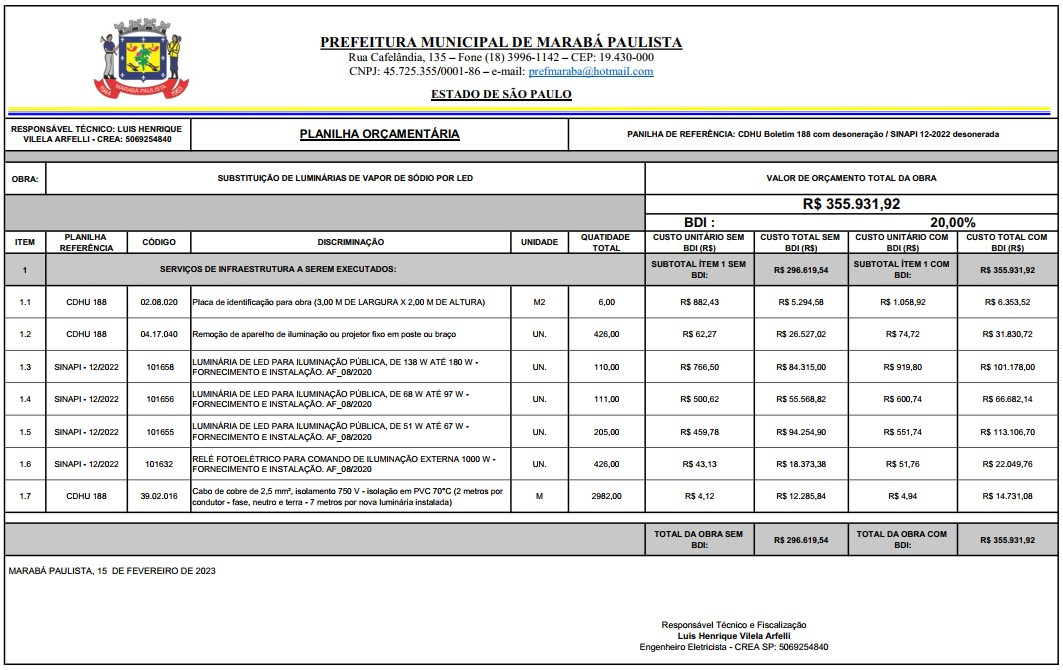 PREFEITURA MUNICIPAL DE MARABÁ PAULISTA
Rua Cafelândia, 135 – Fone (18) 3996-1142 – CEP: 19.430-000
CNPJ: 45.725.355/0001-86 – e-mail: prefmaraba@hotmail.com
ESTADO DE SÃO PAULO
MARABÁ PAULISTA
RESPONSÁVEL TÉCNICO: LUIS HENRIQUE
VILELA ARFELLI - CREA: 5069254840
PLANILHA ORÇAMENTÁRIA
PANILHA DE REFERÊNCIA: CDHU Boletim 188 com desoneração / SINAPI 12-2022 desonerada
OBRA:
SUBSTITUIÇÃO DE LUMINÁRIAS DE VAPOR DE SÓDIO POR LED
VALOR DE ORÇAMENTO TOTAL DA OBRA
R$ 355.931,92
BDI : 20,00%
ITEM
PLANILHA
REFERÊNCIA
CÓDIGO
DISCRIMINAÇÃO
UNIDADE
QUATIDADE
TOTAL
CUSTO UNITÁRIO SEM
BDI (R$)
CUSTO TOTAL SEM
BDI (R$)
CUSTO UNITÁRIO COM
BDI (R$)
CUSTO TOTAL COM
BDI (R$)
1
SERVIÇOS DE INFRAESTRUTURA A SEREM EXECUTADOS:
SUBTOTAL ÍTEM 1 SEM
BDI:
R$ 296.619,54
SUBTOTAL ÍTEM 1 COM
BDI:
R$ 355.931,92
1.1 CDHU 188 02.08.020 Placa de identificação para obra (3,00 M DE LARGURA X 2,00 M DE ALTURA) M2 6,00 R$ 882,43 R$ 5.294,58 R$ 1.058,92 R$ 6.353,52
1.2 CDHU 188 04.17.040 Remoção de aparelho de iluminação ou projetor fixo em poste ou braço UN. 426,00 R$ 62,27 R$ 26.527,02 R$ 74,72 R$ 31.830,72
1.3 SINAPI - 12/2022 101658 LUMINÁRIA DE LED PARA ILUMINAÇÃO PÚBLICA, DE 138 W ATÉ 180 W -
FORNECIMENTO E INSTALAÇÃO. AF_08/2020 UN. 110,00 R$ 766,50 R$ 84.315,00 R$ 919,80 R$ 101.178,00
1.4 SINAPI - 12/2022 101656 LUMINÁRIA DE LED PARA ILUMINAÇÃO PÚBLICA, DE 68 W ATÉ 97 W -
FORNECIMENTO E INSTALAÇÃO. AF_08/2020 UN. 111,00 R$ 500,62 R$ 55.568,82 R$ 600,74 R$ 66.682,14
1.5 SINAPI - 12/2022 101655 LUMINÁRIA DE LED PARA ILUMINAÇÃO PÚBLICA, DE 51 W ATÉ 67 W -
FORNECIMENTO E INSTALAÇÃO. AF_08/2020 UN. 205,00 R$ 459,78 R$ 94.254,90 R$ 551,74 R$ 113.106,70
1.6 SINAPI - 12/2022 101632 RELÉ FOTOELÉTRICO PARA COMANDO DE ILUMINAÇÃO EXTERNA 1000 W -
FORNECIMENTO E INSTALAÇÃO. AF_08/2020 UN. 426,00 R$ 43,13 R$ 18.373,38 R$ 51,76 R$ 22.049,76
1.7 CDHU 188 39.02.016 Cabo de cobre de 2,5 mm², isolamento 750 V - isolação em PVC 70°C (2 metros por
condutor - fase, neutro e terra - 7 metros por nova luminária instalada) M 2982,00 R$ 4,12 R$ 12.285,84 R$ 4,94 R$ 14.731,08
TOTAL DA OBRA SEM
BDI:
R$ 296.619,54
TOTAL DA OBRA COM
BDI:
R$ 355.931,92
MARABÁ PAULISTA, 15 DE FEVEREIRO DE 2023
Responsável Técnico e Fiscalização
Luis Henrique Vilela Arfelli
Engenheiro Eletricista - CREA SP: 5069254840